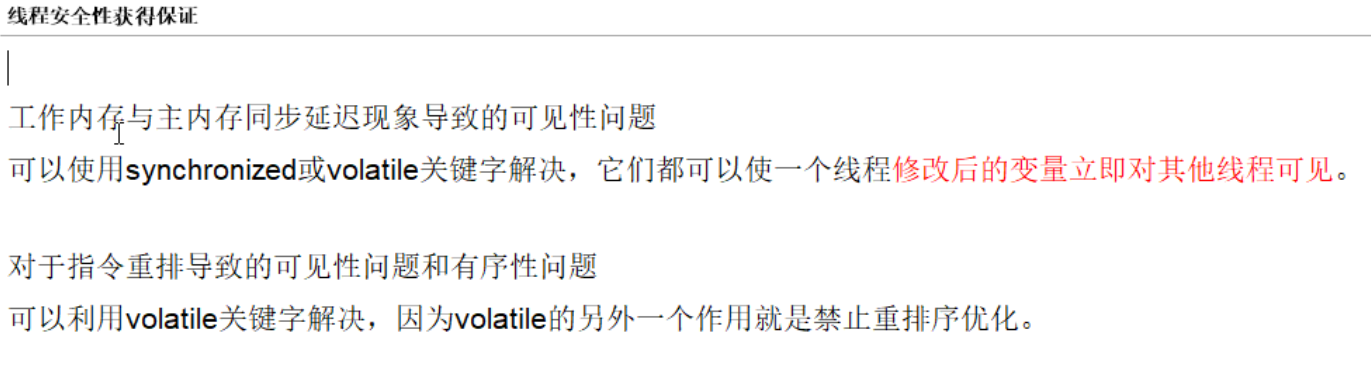 线程安全性获得保证
工作内存与主内存同步延迟现象导致的可见性问题
可以使用synchronized或volatile关键字解决，它们都可以使一个线程修改后的变量立即对其他线程可见。
对于指令重排导致的可见性问题和有序性问题
可以利用volatile关键字解决，因为volatile的另外一个作用就是禁止重排序优化。